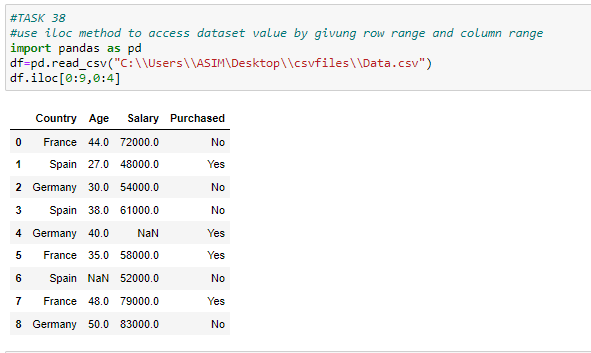 #TASK 38
#use iloc method to access dataset value by givung row range and column range
import pandas as pd
df=pd.read_csv("C:\\Users\\ASIM\Desktop\\csvfiles\\Data.csv")
df.iloc[0:9,0:4]
Country Age Salary Purchased
0 France 44.0 72000.0 No
1 Spain 27.0 48000.0 Yes
2 Germany 30.0 54000.0 No
3 Spain 38.0 61000.0 No
4 Germany 40.0 NaN Yes
5 France 35.0 58000.0 Yes
6 Spain NaN 52000.0 No
7 France 48.0 79000.0 Yes
8 Germany 50.0 83000.0 No